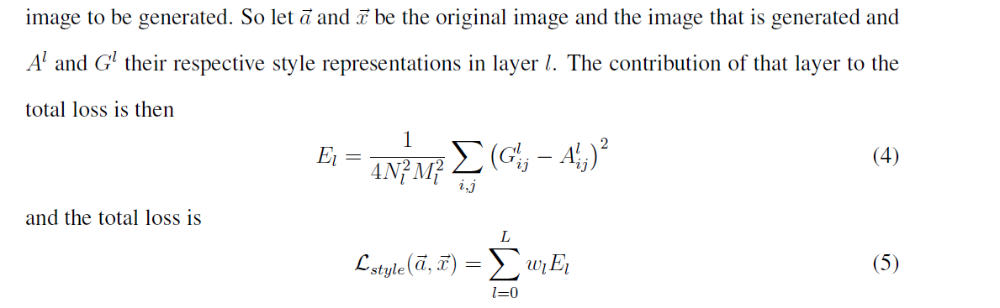 image to be generated. So let $\vec{a}$ and $\vec{x}$ be the original image and the image that is generated and
$A^l$ and $G^l$ their respective style representations in layer $l$. The contribution of that layer to the
total loss is then
$E_l = \frac{1}{4N_l^2 M_l^2} \sum_{i,j} \left( G_{ij}^l - A_{ij}^l \right)^2$ (4)
and the total loss is
$\mathcal{L}_{style}(\vec{a}, \vec{x}) = \sum_{l=0}^{L} w_l E_l$ (5)